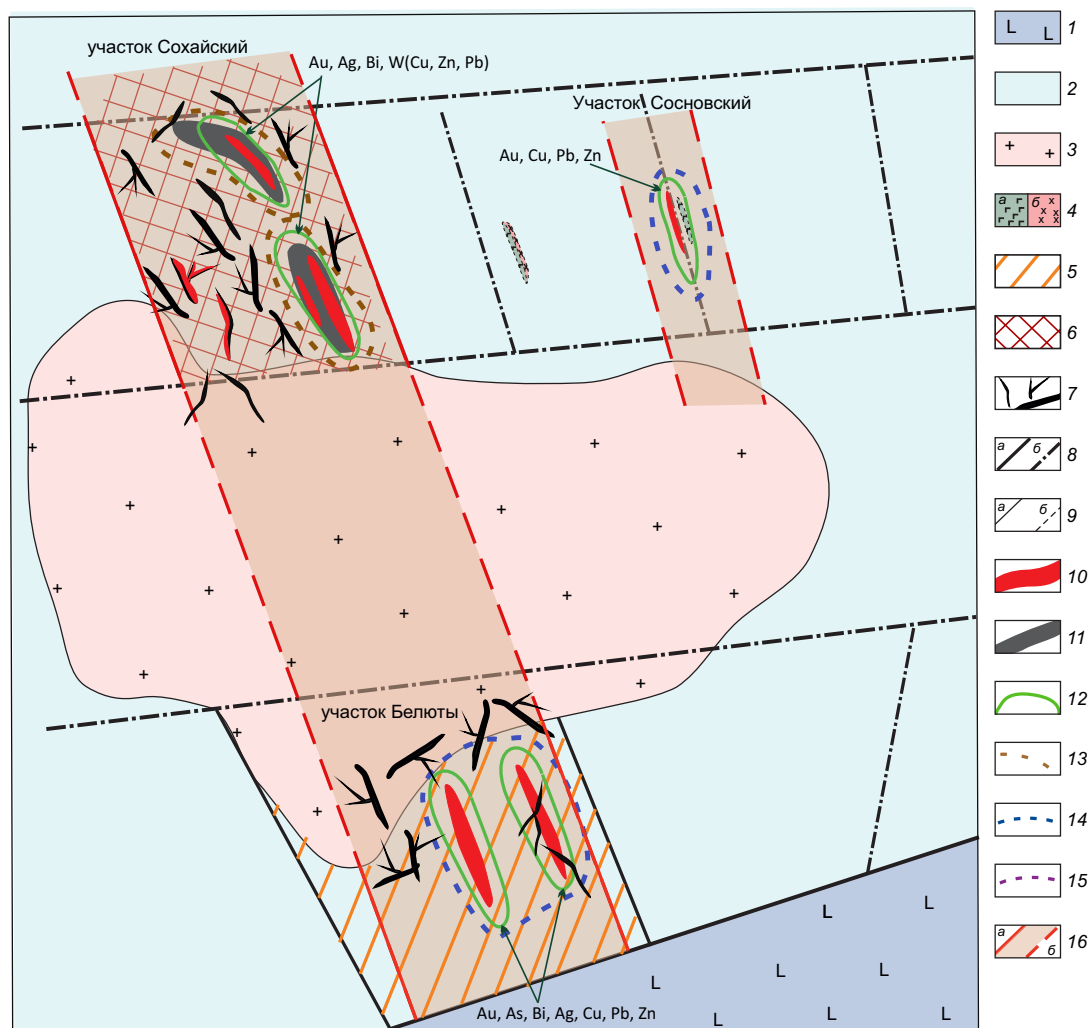 участок Сохайский
Au, Ag, Bi, W(Cu, Zn, Pb)
Участок Сосновский
Au, Cu, Pb, Zn
участок Белюты
Au, As, Bi, Ag, Cu, Pb, Zn
L
L
L
L
L
L
L
L
L
L L 1
2
3
а б 4
5
6
7
а б 8
а б 9
10
11
12
13
14
15
а б 16